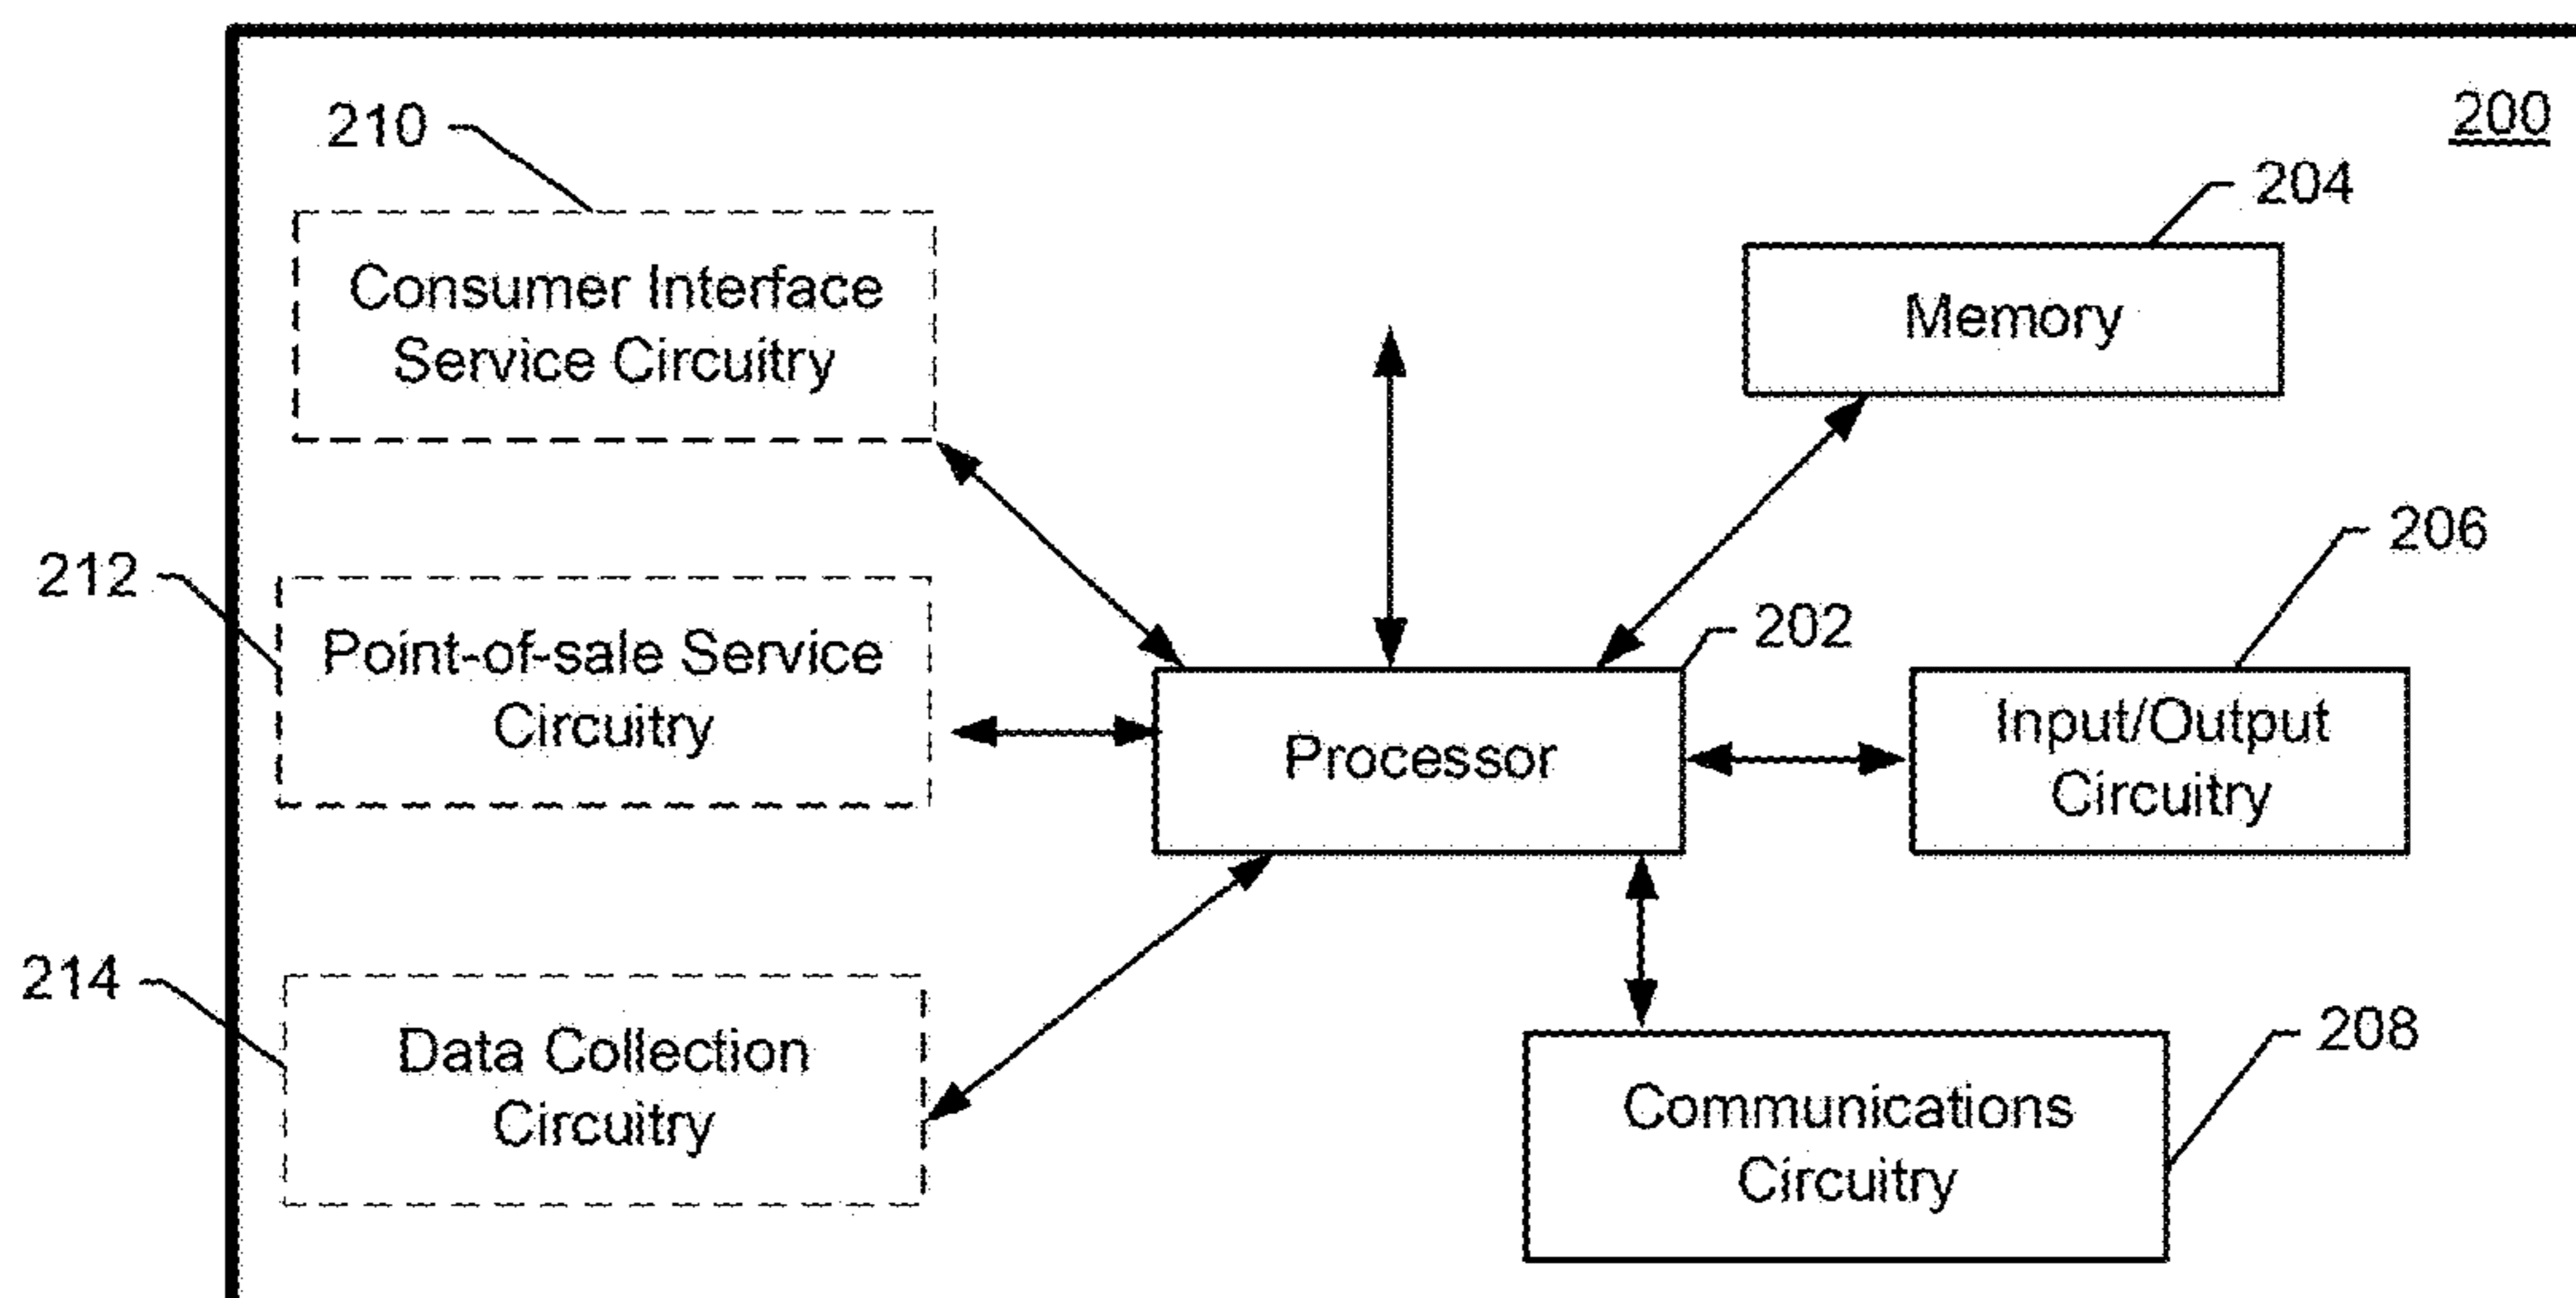 200
210
204
Consumer Interface
Service Circuitry
Memory
206
212
202
Point-of-sale Service
Circuitry
Processor
Input/Output
Circuitry
214
208
Data Collection
Circuitry
Communications
Circuitry